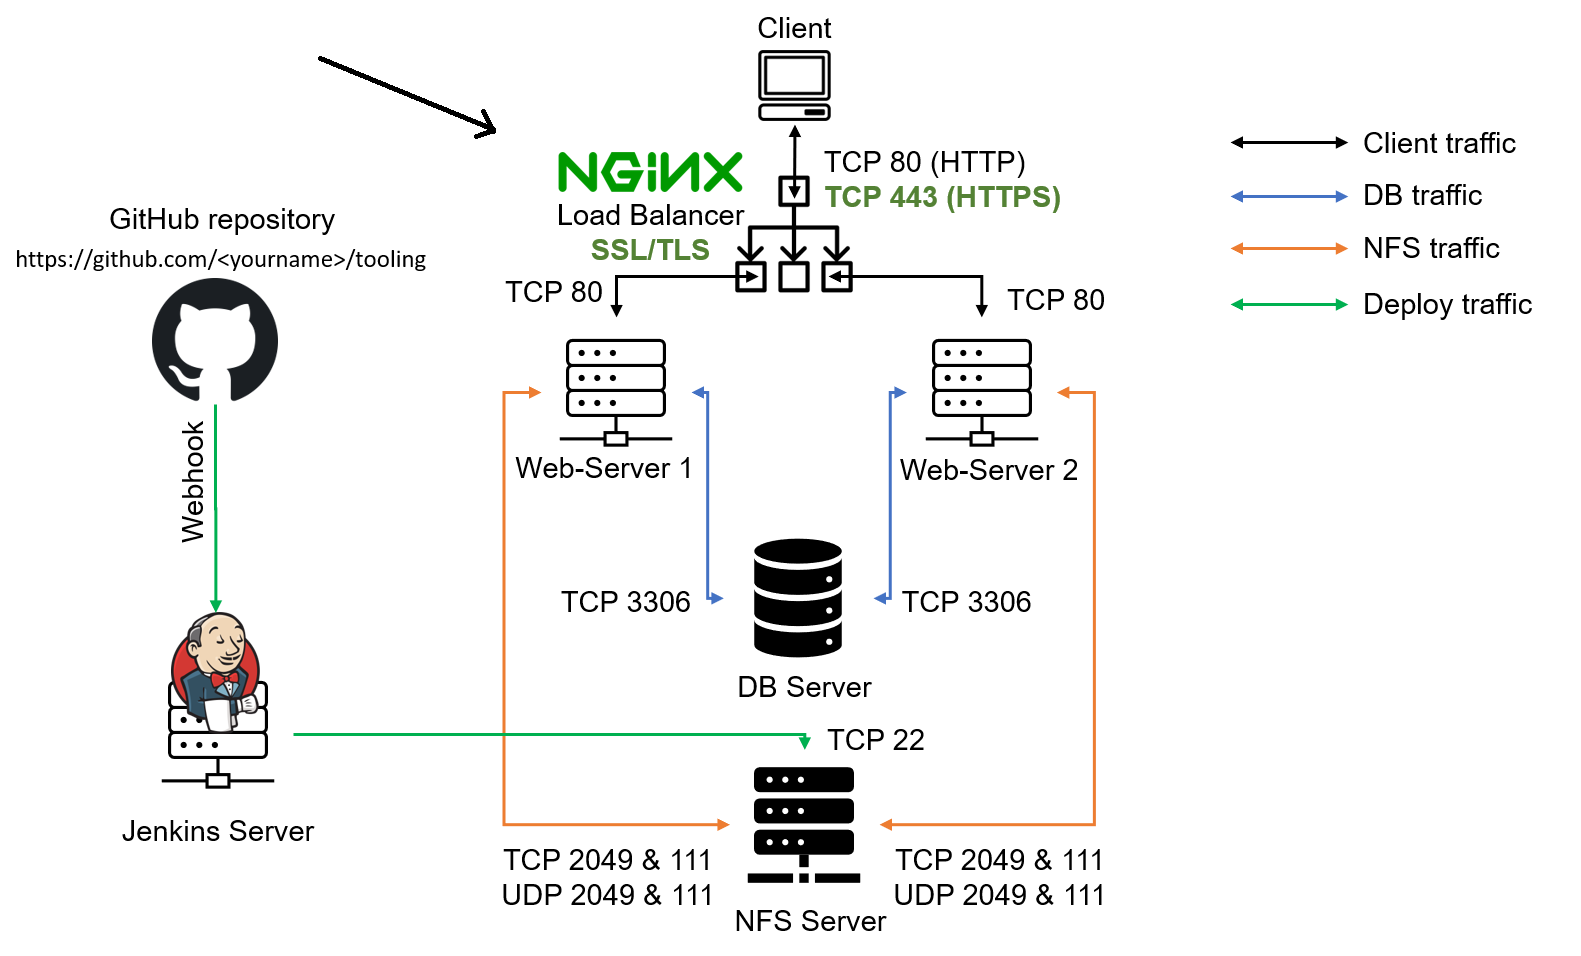 Client
NGINX
TCP 80 (HTTP)
TCP 443 (HTTPS)
Load Balancer
SSL/TLS
Client traffic
DB traffic
NFS traffic
Deploy traffic
GitHub repository
https://github.com/<yourname>/tooling
TCP 80
TCP 80
Webhook
Web-Server 1
Web-Server 2
TCP 3306
TCP 3306
DB Server
TCP 22
Jenkins Server
TCP 2049 & 111
UDP 2049 & 111
TCP 2049 & 111
UDP 2049 & 111
NFS Server